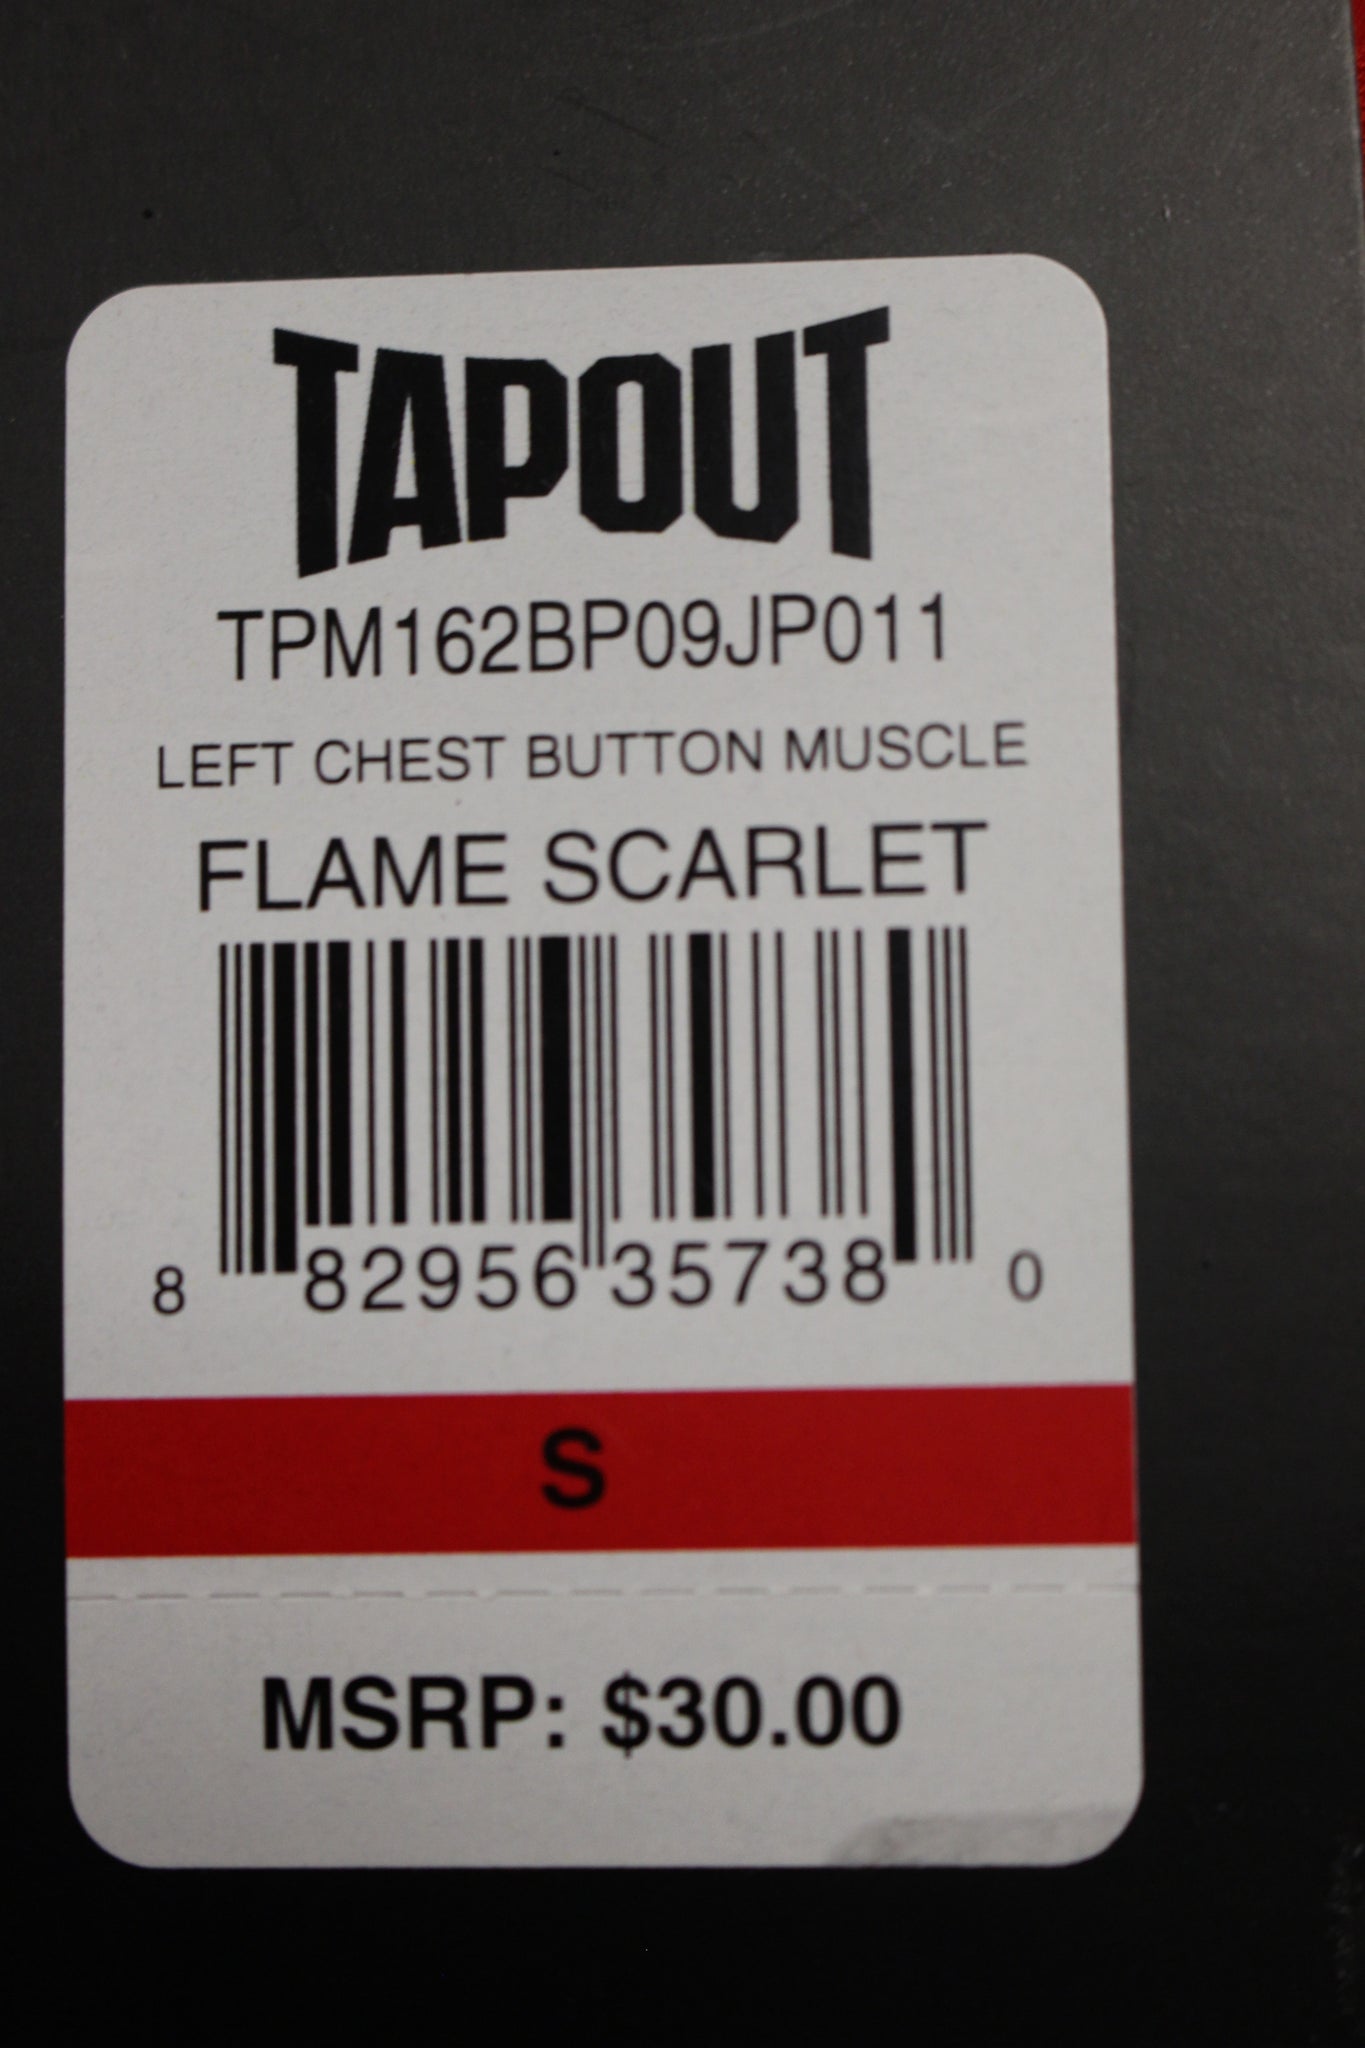 TAPOUT
TPM162BP09JP011
LEFT CHEST BUTTON MUSCLE
FLAME SCARLET
8 82956 35738 0
S
MSRP: $30.00